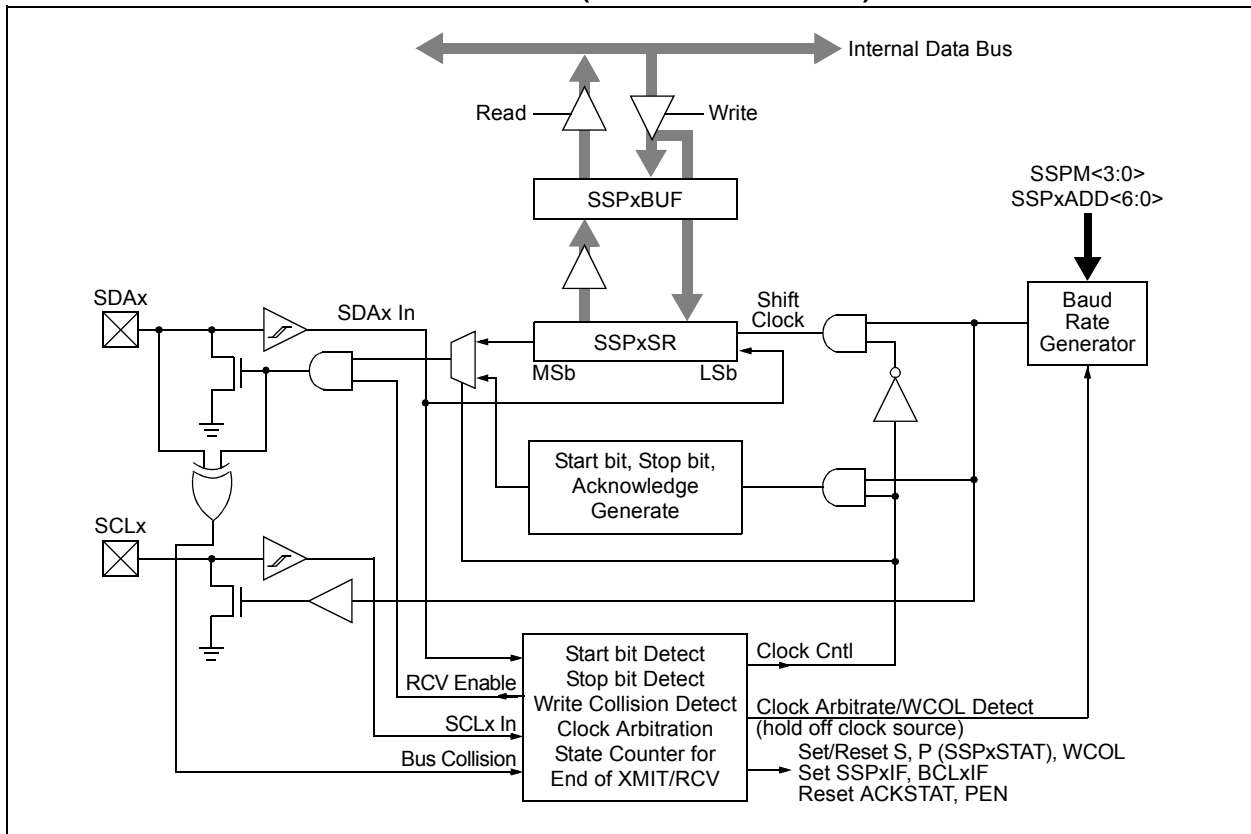 Internal Data Bus
Read
Write
SSPxBUF
SSPM<3:0>
SSPxADD<6:0>
SDAx
SDAx In
Shift
Clock
Baud
Rate
Generator
SSPxSR
MSb
LSb
Start bit, Stop bit,
Acknowledge
Generate
SCLx
Start bit Detect
Stop bit Detect
Write Collision Detect
Clock Arbitration
State Counter for
End of XMIT/RCV
RCV Enable
SCLx In
Bus Collision
Clock Cntl
Clock Arbitrate/WCOL Detect
(hold off clock source)
Set/Reset S, P (SSPxSTAT), WCOL
Set SSPxIF, BCLxIF
Reset ACKSTAT, PEN